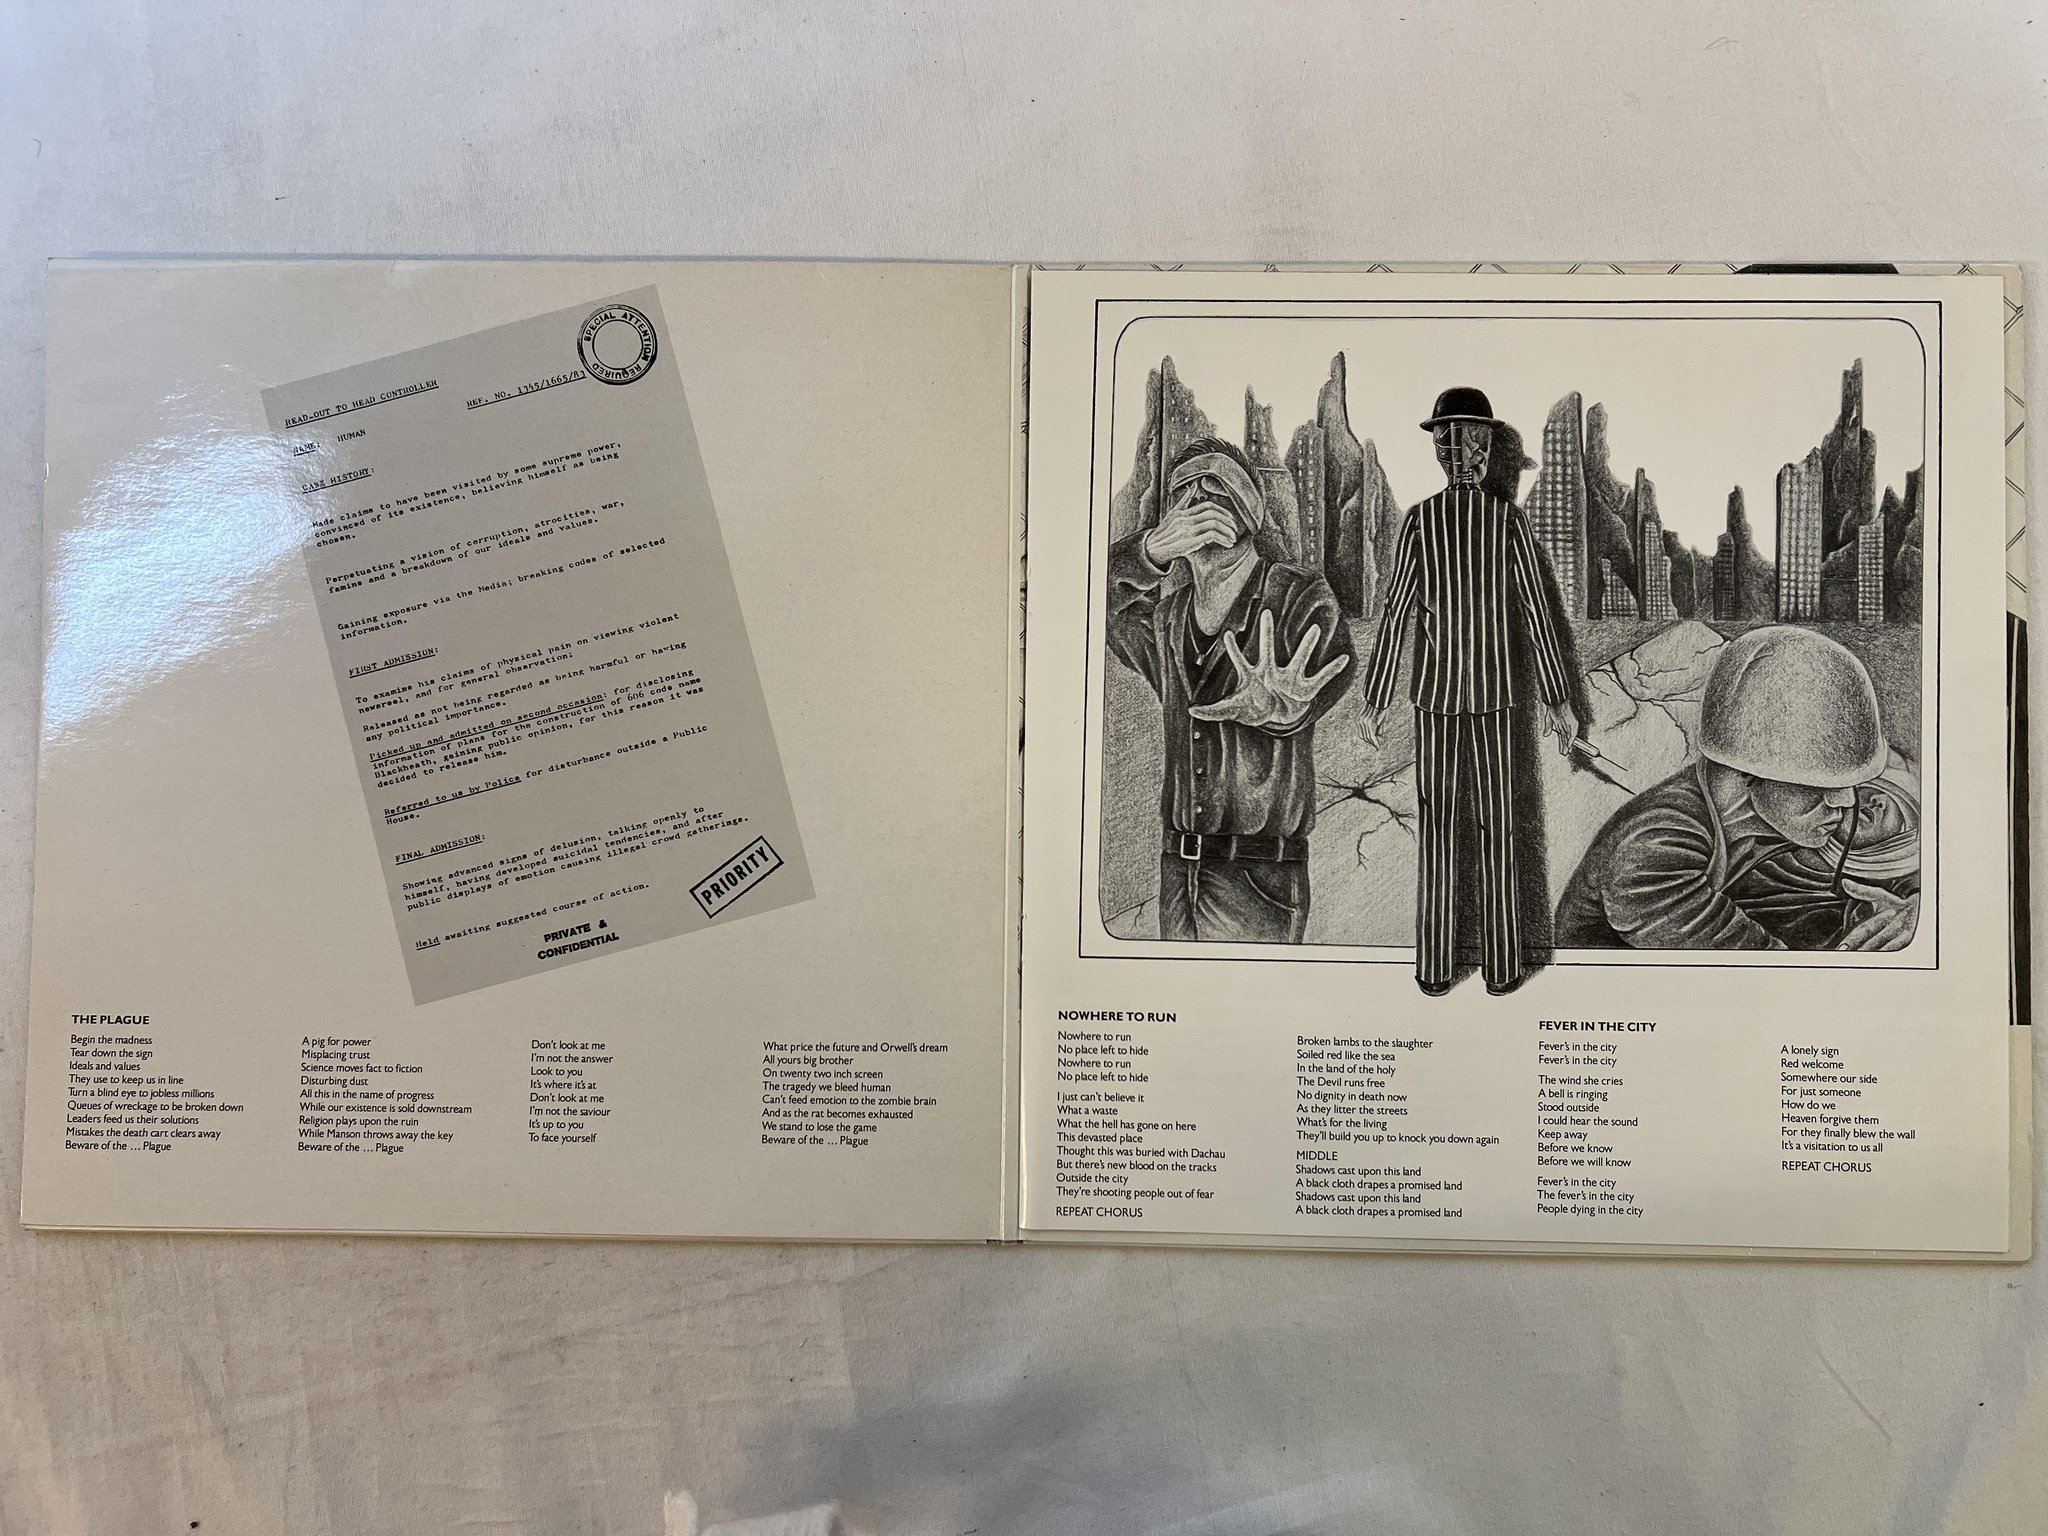 SPECIAL ATTENTION REQUIRED
READ-OUT TO HEAD CONTROLLER
REF. NO. 1345/1665/83
NAME: HUMAN
CASE HISTORY:
Made claims to have been visited by some supreme power,
convinced of its existence, believing himself as being
chosen.
Perpetuating a vision of corruption, atrocities, war,
famine and a breakdown of our ideals and values.
Gaining exposure via the Media; breaking codes of selected
information.
FIRST ADMISSION:
To examine his claims of physical pain on viewing violent
newsreel, and for general observation;
Released as not being regarded as being harmful or having
any political importance.
Picked up and admitted on second occasion: for disclosing
information of plans for the construction of 606 code name
Blackheath, gaining public opinion, for this reason it was
decided to release him.
Referred to us by Police for disturbance outside a Public
House.
FINAL ADMISSION:
Showing advanced signs of delusion, talking openly to
himself, having developed suicidal tendencies, and after
public displays of emotion causing illegal crowd gatherings.
Held awaiting suggested course of action.
PRIORITY
PRIVATE &
CONFIDENTIAL
THE PLAGUE
Begin the madness
Tear down the sign
Ideals and values
They use to keep us in line
Turn a blind eye to jobless millions
Queues of wreckage to be broken down
Leaders feed us their solutions
Mistakes the death cart clears away
Beware of the ... Plague
A pig for power
Misplacing trust
Science moves fact to fiction
Disturbing dust
All this in the name of progress
While our existence is sold downstream
Religion plays upon the ruin
While Manson throws away the key
Beware of the ... Plague
Don't look at me
I'm not the answer
Look to you
It's where it's at
Don't look at me
I'm not the saviour
It's up to you
To face yourself
What price the future and Orwell's dream
All yours big brother
On twenty two inch screen
The tragedy we bleed human
Can't feed emotion to the zombie brain
And as the rat becomes exhausted
We stand to lose the game
Beware of the ... Plague
NOWHERE TO RUN
Nowhere to run
No place left to hide
Nowhere to run
No place left to hide
I just can't believe it
What a waste
What the hell has gone on here
This devasted place
Thought this was buried with Dachau
But there's new blood on the tracks
Outside the city
They're shooting people out of fear
REPEAT CHORUS
Broken lambs to the slaughter
Soiled red like the sea
In the land of the holy
The Devil runs free
No dignity in death now
As they litter the streets
What's for the living
They'll build you up to knock you down again
MIDDLE
Shadows cast upon this land
A black cloth drapes a promised land
Shadows cast upon this land
A black cloth drapes a promised land
FEVER IN THE CITY
Fever's in the city
Fever's in the city
The wind she cries
A bell is ringing
Stood outside
I could hear the sound
Keep away
Before we know
Before we will know
Fever's in the city
The fever's in the city
People dying in the city
A lonely sign
Red welcome
Somewhere our side
For just someone
How do we
Heaven forgive them
For they finally blew the wall
It's a visitation to us all
REPEAT CHORUS